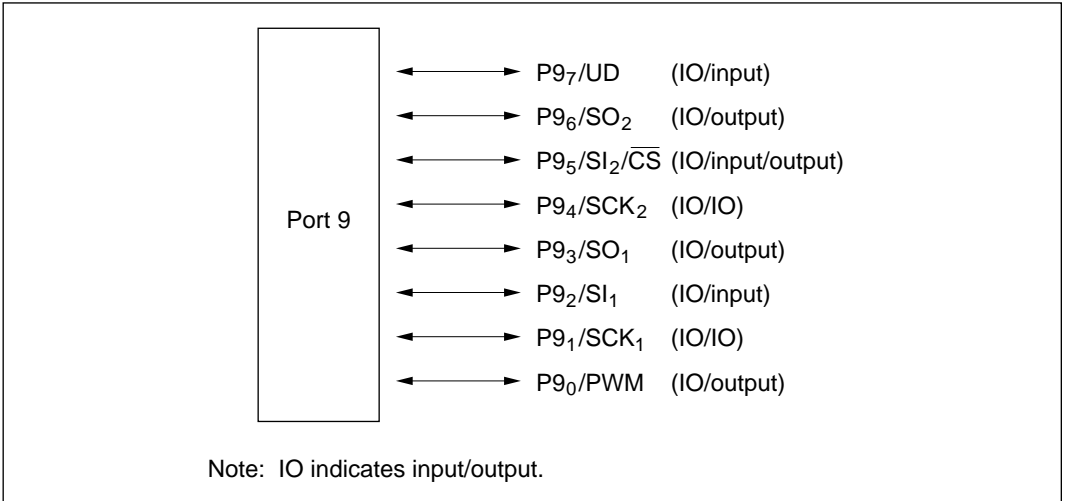 P9₇/UD (IO/input)
P9₆/SO₂ (IO/output)
P9₅/SI₂/C̅S̅ (IO/input/output)
Port 9
P9₄/SCK₂ (IO/IO)
P9₃/SO₁ (IO/output)
P9₂/SI₁ (IO/input)
P9₁/SCK₁ (IO/IO)
P9₀/PWM (IO/output)
Note: IO indicates input/output.